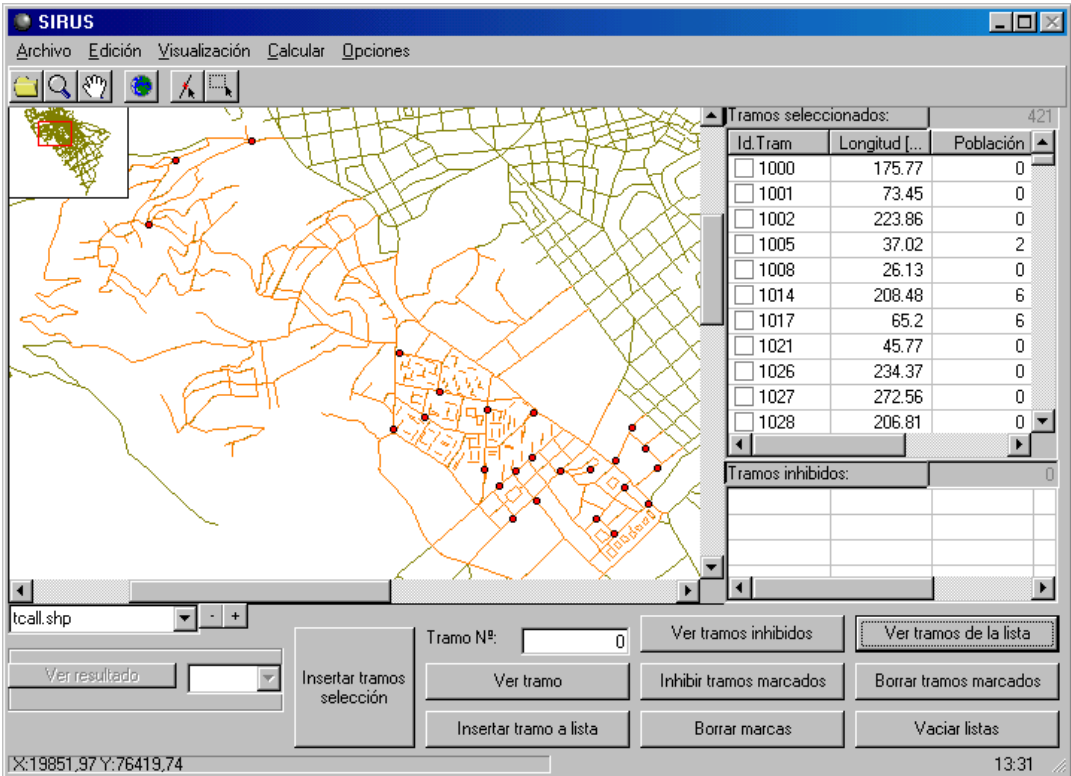 SIRUS
Archivo Edición Visualización Calcular Opciones
Tramos seleccionados: 421
Id.Tram Longitud [... Población
1000 175.77 0
1001 73.45 0
1002 223.86 0
1005 37.02 2
1008 26.13 0
1014 208.48 6
1017 65.2 6
1021 45.77 0
1026 234.37 0
1027 272.56 0
1028 206.81 0
Tramos inhibidos: 0
tcall.shp - +
Ver resultado
Insertar tramos selección
Tramo Nº: 0
Ver tramo
Insertar tramo a lista
Ver tramos inhibidos
Inhibir tramos marcados
Borrar marcas
Ver tramos de la lista
Borrar tramos marcados
Vaciar listas
X:19851,97 Y:76419,74 13:31